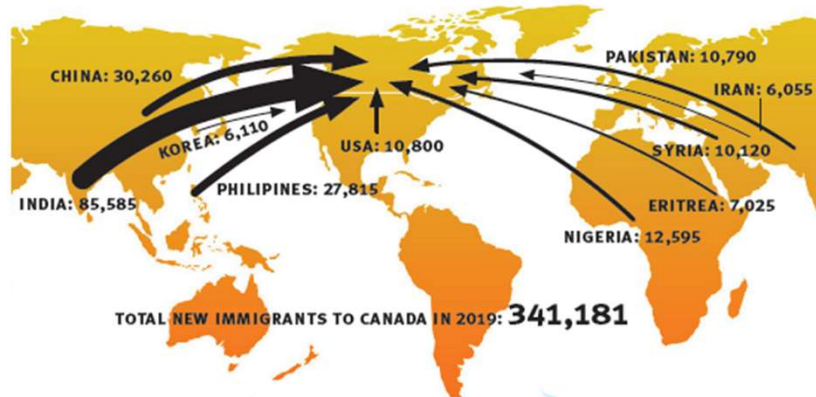 CHINA: 30,260
PAKISTAN: 10,790
IRAN: 6,055
KOREA: 6,110
USA: 10,800
SYRIA: 10,120
INDIA: 85,585
PHILIPINES: 27,815
ERITREA: 7,025
NIGERIA: 12,595
TOTAL NEW IMMIGRANTS TO CANADA IN 2019: 341,181